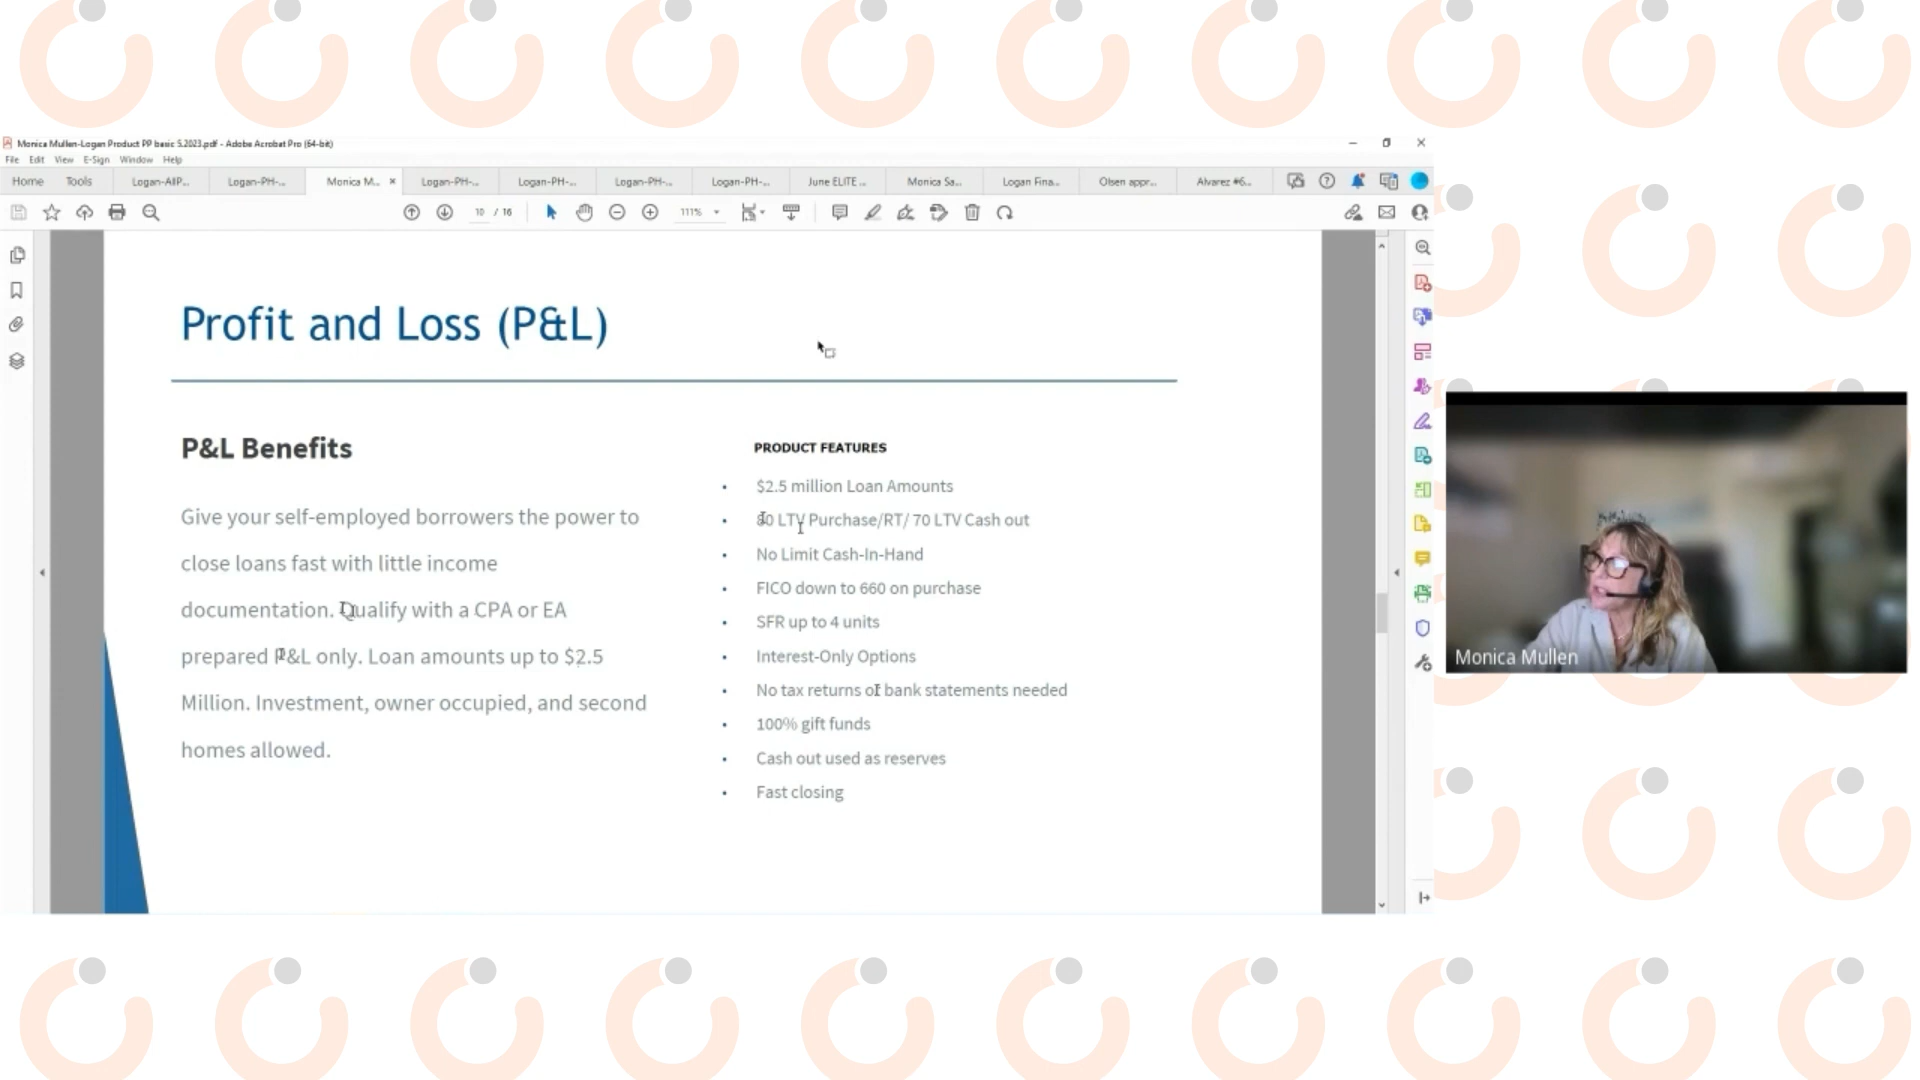 Monica Mullen-Logan Product PP basic 5.2023.pdf - Adobe Acrobat Pro (64-bit)
File Edit View E-Sign Window Help
Home Tools Logan-AllP... Logan-PH-... Monica M... Logan-PH-... Logan-PH-... Logan-PH-... Logan-PH-... June ELITE ... Monica Sa... Logan Fina... Olsen appr... Alvarez #6...
10 / 16 111%
Profit and Loss (P&L)
P&L Benefits
Give your self-employed borrowers the power to
close loans fast with little income
documentation. Qualify with a CPA or EA
prepared P&L only. Loan amounts up to $2.5
Million. Investment, owner occupied, and second
homes allowed.
PRODUCT FEATURES
• $2.5 million Loan Amounts
• 80 LTV Purchase/RT/ 70 LTV Cash out
• No Limit Cash-In-Hand
• FICO down to 660 on purchase
• SFR up to 4 units
• Interest-Only Options
• No tax returns or bank statements needed
• 100% gift funds
• Cash out used as reserves
• Fast closing
Monica Mullen